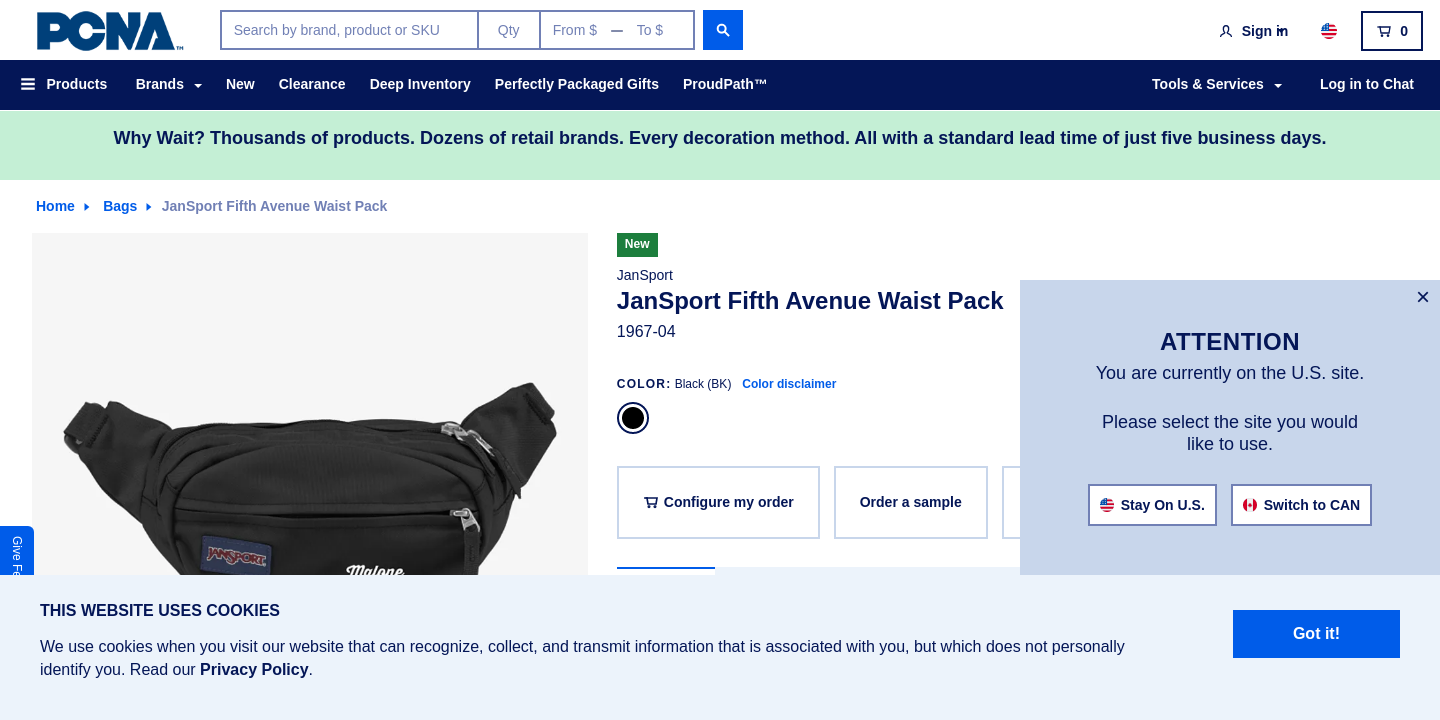 PCNA™
Search by brand, product or SKU
Qty
From $ — To $
Sign in
0
Products
Brands
New
Clearance
Deep Inventory
Perfectly Packaged Gifts
ProudPath™
Tools & Services
Log in to Chat
Why Wait? Thousands of products. Dozens of retail brands. Every decoration method. All with a standard lead time of just five business days.
Home
Bags
JanSport Fifth Avenue Waist Pack
New
JanSport
JanSport Fifth Avenue Waist Pack
1967-04
COLOR: Black (BK) Color disclaimer
Configure my order
Order a sample
JANSPORT
Malone
Give Fe
×
ATTENTION
You are currently on the U.S. site.
Please select the site you would
like to use.
Stay On U.S.
Switch to CAN
THIS WEBSITE USES COOKIES
We use cookies when you visit our website that can recognize, collect, and transmit information that is associated with you, but which does not personally
identify you. Read our Privacy Policy.
Got it!